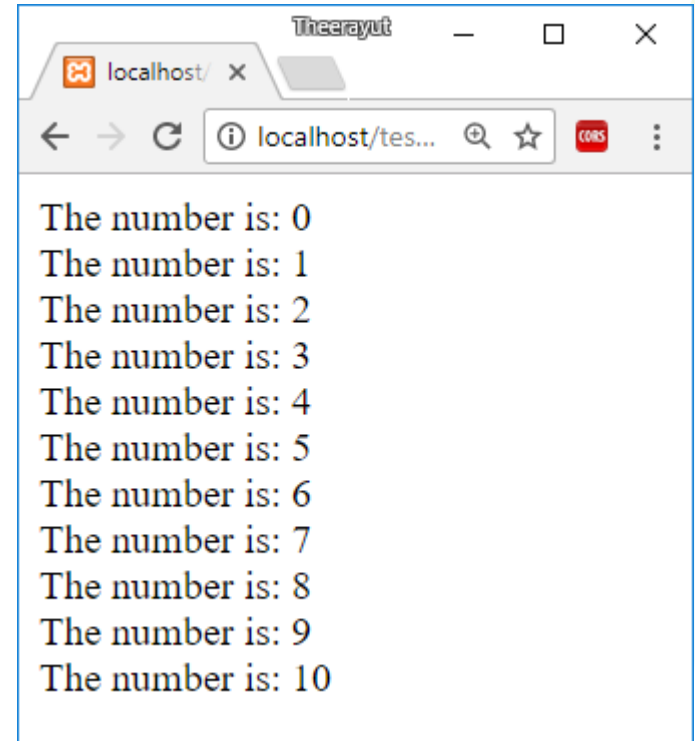 Theerayut
localhost/
localhost/tes...
CORS
The number is: 0
The number is: 1
The number is: 2
The number is: 3
The number is: 4
The number is: 5
The number is: 6
The number is: 7
The number is: 8
The number is: 9
The number is: 10